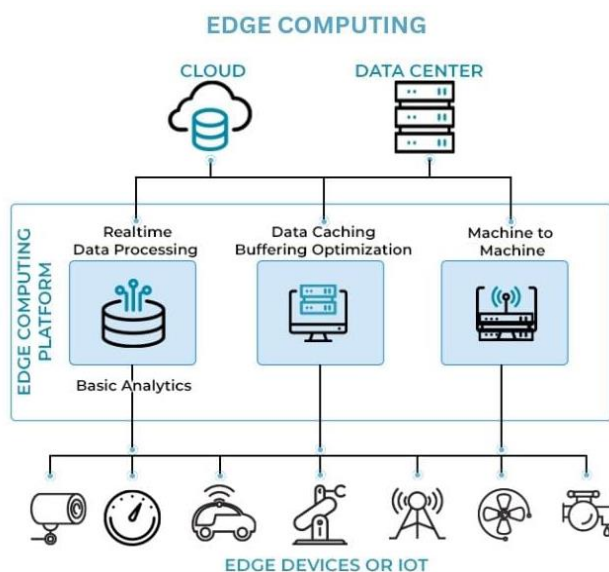 EDGE COMPUTING
CLOUD
DATA CENTER
EDGE COMPUTING
PLATFORM
Realtime
Data Processing
Data Caching
Buffering Optimization
Machine to
Machine
Basic Analytics
EDGE DEVICES OR IOT